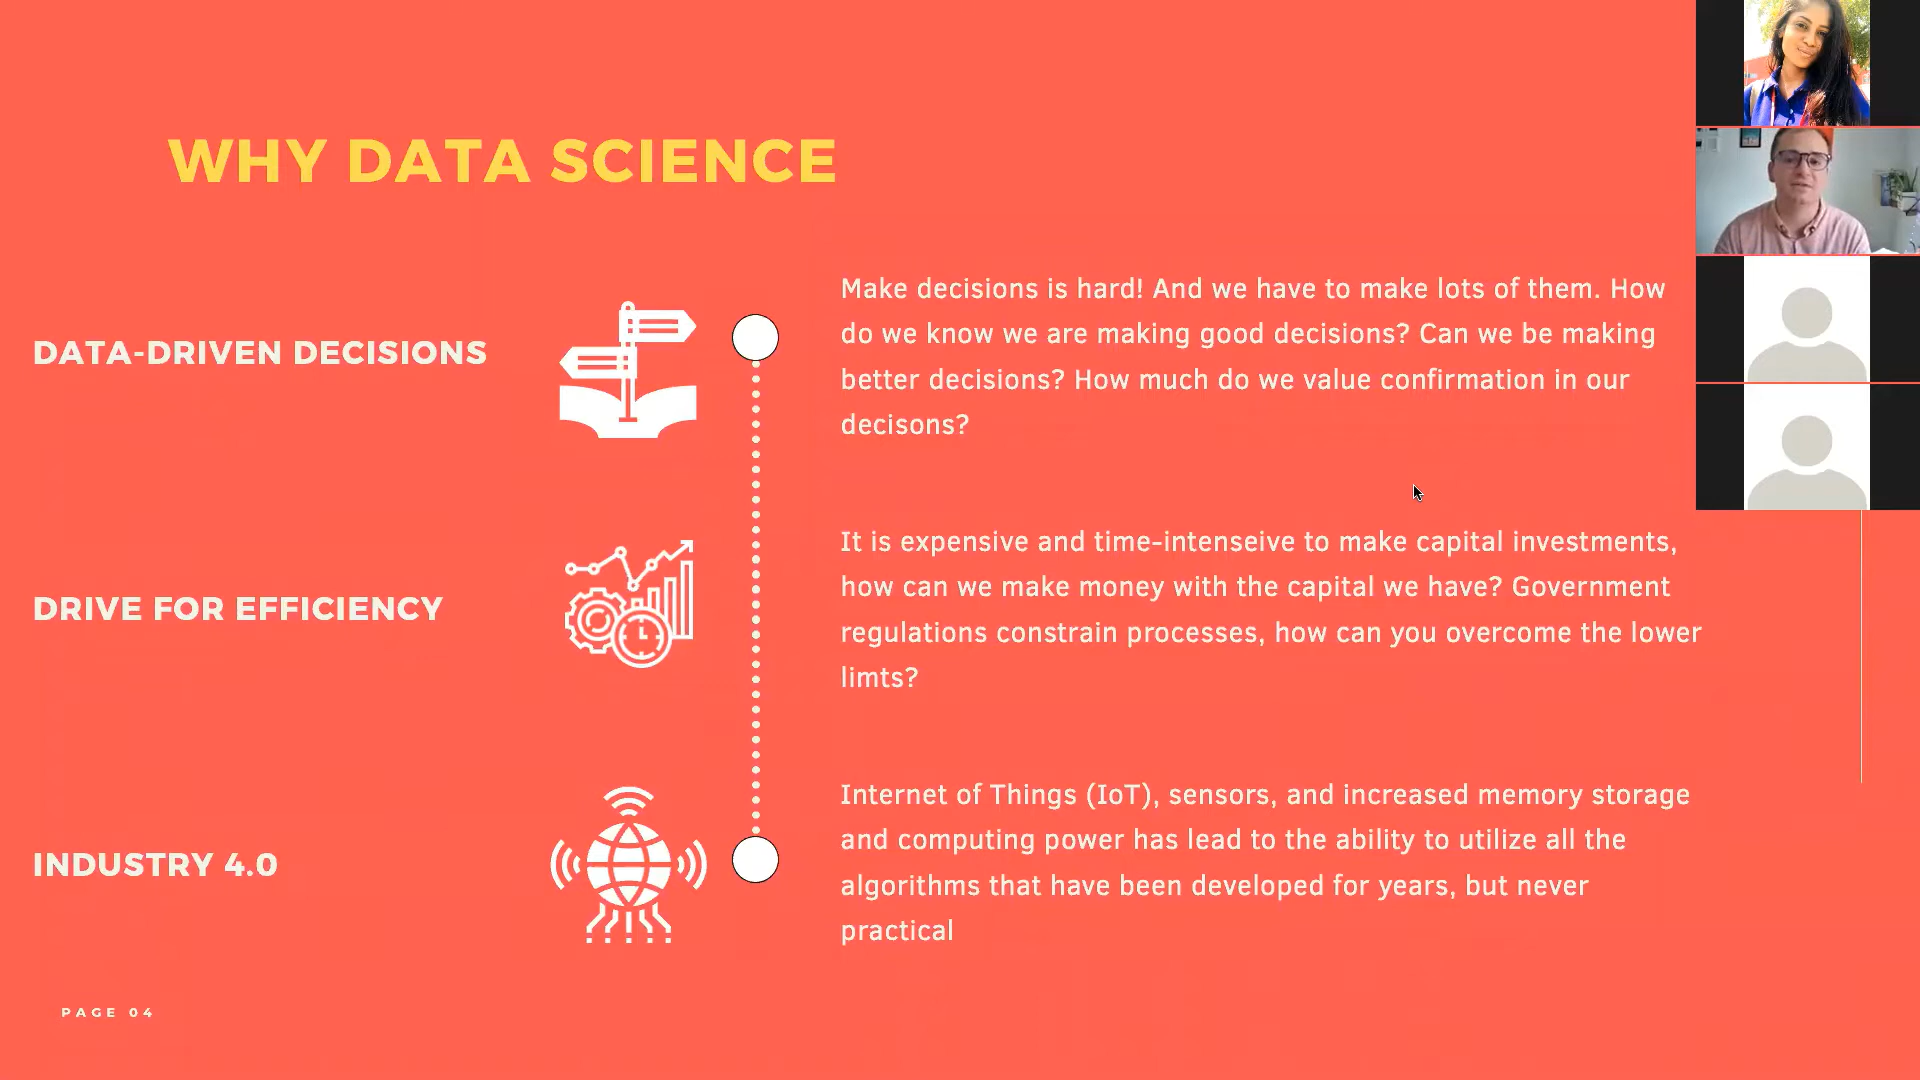 WHY DATA SCIENCE
DATA-DRIVEN DECISIONS
Make decisions is hard! And we have to make lots of them. How
do we know we are making good decisions? Can we be making
better decisions? How much do we value confirmation in our
decisons?
DRIVE FOR EFFICIENCY
It is expensive and time-intenseive to make capital investments,
how can we make money with the capital we have? Government
regulations constrain processes, how can you overcome the lower
limts?
INDUSTRY 4.0
Internet of Things (IoT), sensors, and increased memory storage
and computing power has lead to the ability to utilize all the
algorithms that have been developed for years, but never
practical
PAGE 04